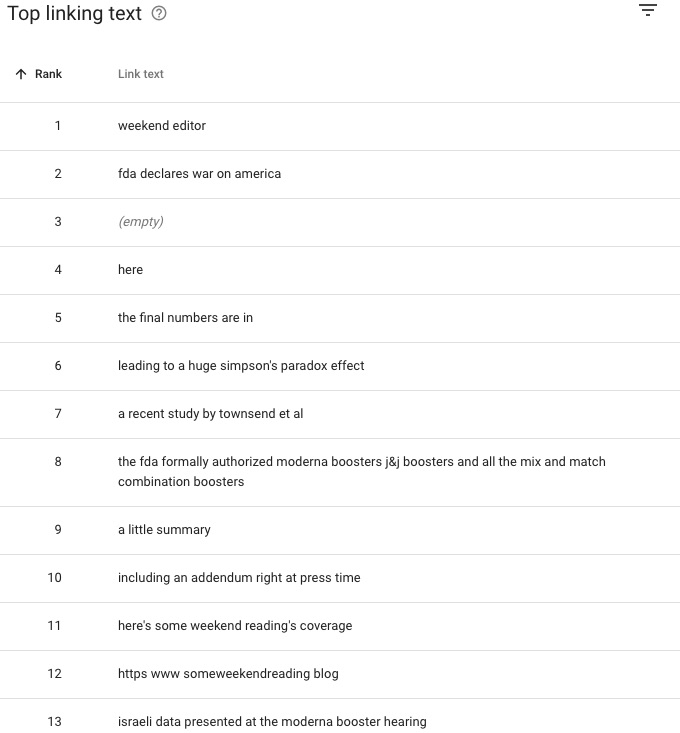 Top linking text
Rank Link text
1 weekend editor
2 fda declares war on america
3 (empty)
4 here
5 the final numbers are in
6 leading to a huge simpson's paradox effect
7 a recent study by townsend et al
8 the fda formally authorized moderna boosters j&j boosters and all the mix and match
combination boosters
9 a little summary
10 including an addendum right at press time
11 here's some weekend reading's coverage
12 https www someweekendreading blog
13 israeli data presented at the moderna booster hearing